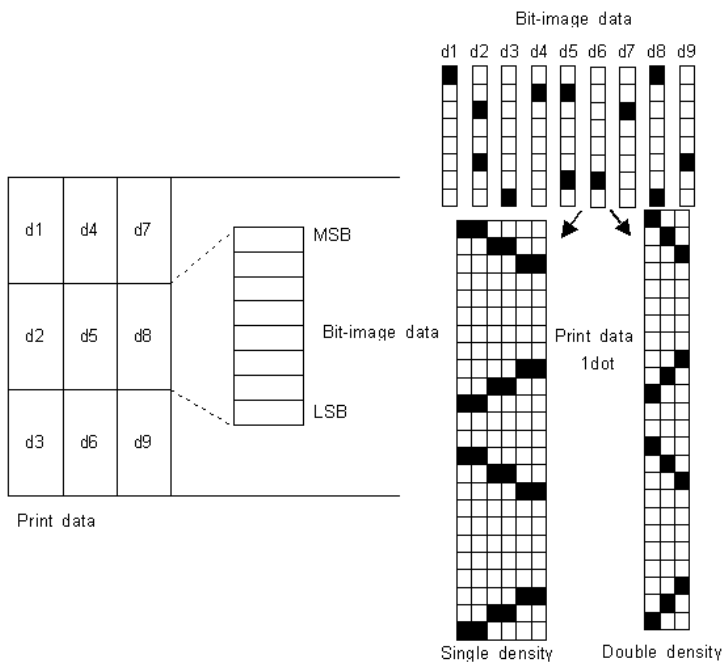 Bit-image data
d1 d2 d3 d4 d5 d6 d7 d8 d9
d1 d4 d7
MSB
d2 d5 d8
Bit-image data
Print data
1dot
LSB
d3 d6 d9
Print data
Single density
Double density